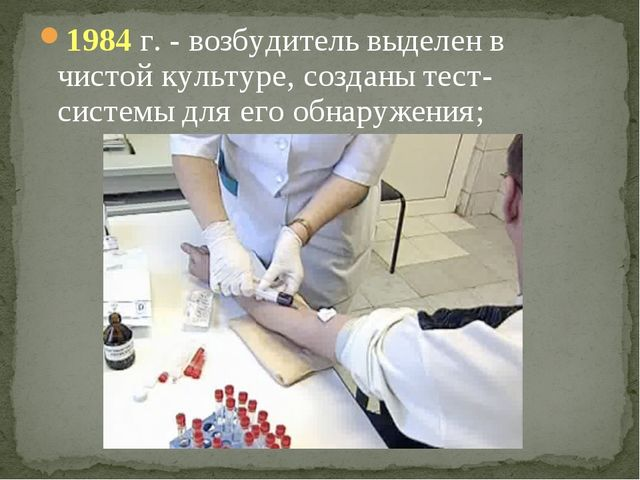 1984 г. - возбудитель выделен в
чистой культуре, созданы тест-
системы для его обнаружения;